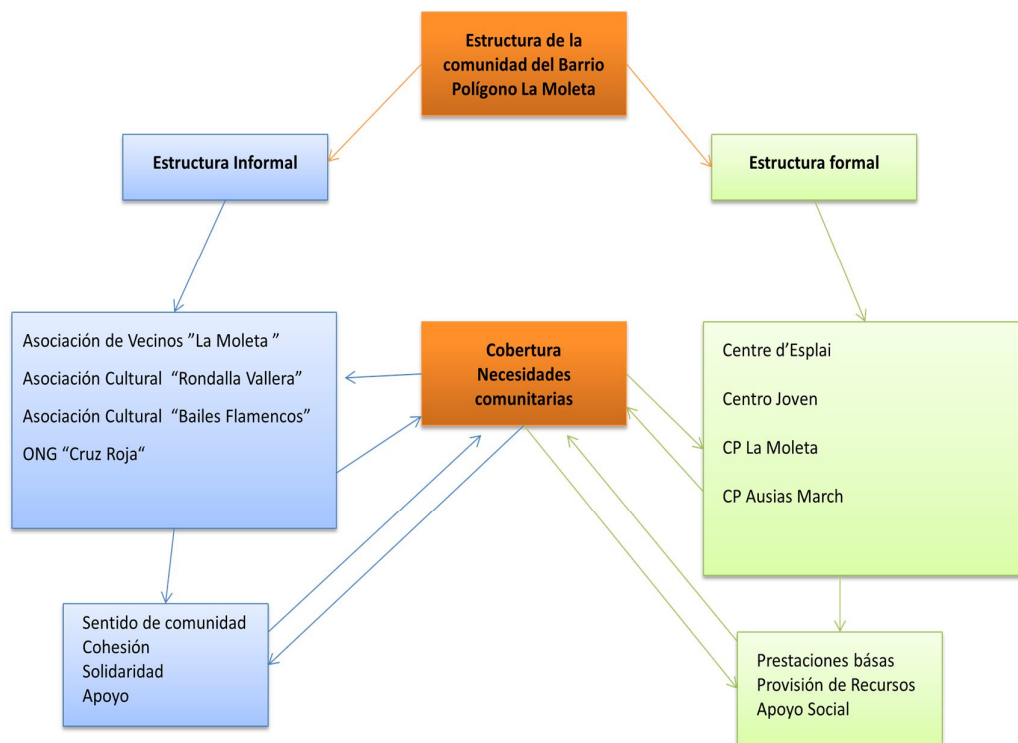 Estructura de la
comunidad del Barrio
Polígono La Moleta
Estructura Informal
Estructura formal
Asociación de Vecinos ”La Moleta ”
Asociación Cultural “Rondalla Vallera”
Asociación Cultural “Bailes Flamencos”
ONG “Cruz Roja“
Cobertura
Necesidades
comunitarias
Centre d’Esplai
Centro Joven
CP La Moleta
CP Ausias March
Sentido de comunidad
Cohesión
Solidaridad
Apoyo
Prestaciones básas
Provisión de Recursos
Apoyo Social